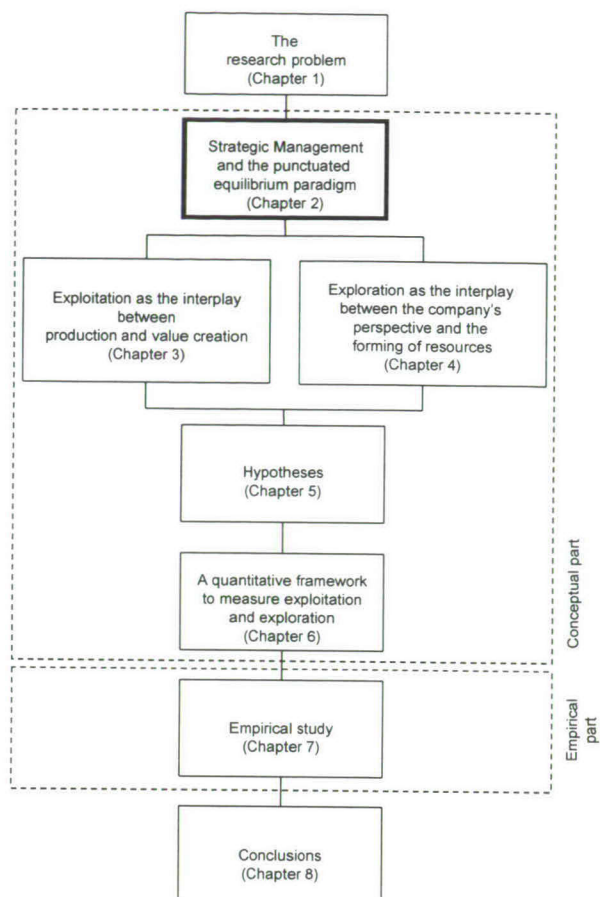 The
research problem
(Chapter 1)
Strategic Management
and the punctuated
equilibrium paradigm
(Chapter 2)
Exploitation as the interplay
between
production and value creation
(Chapter 3)
Exploration as the interplay
between the company's
perspective and the
forming of resources
(Chapter 4)
Hypotheses
(Chapter 5)
A quantitative framework
to measure exploitation
and exploration
(Chapter 6)
Conceptual part
Empirical study
(Chapter 7)
Empirical
part
Conclusions
(Chapter 8)